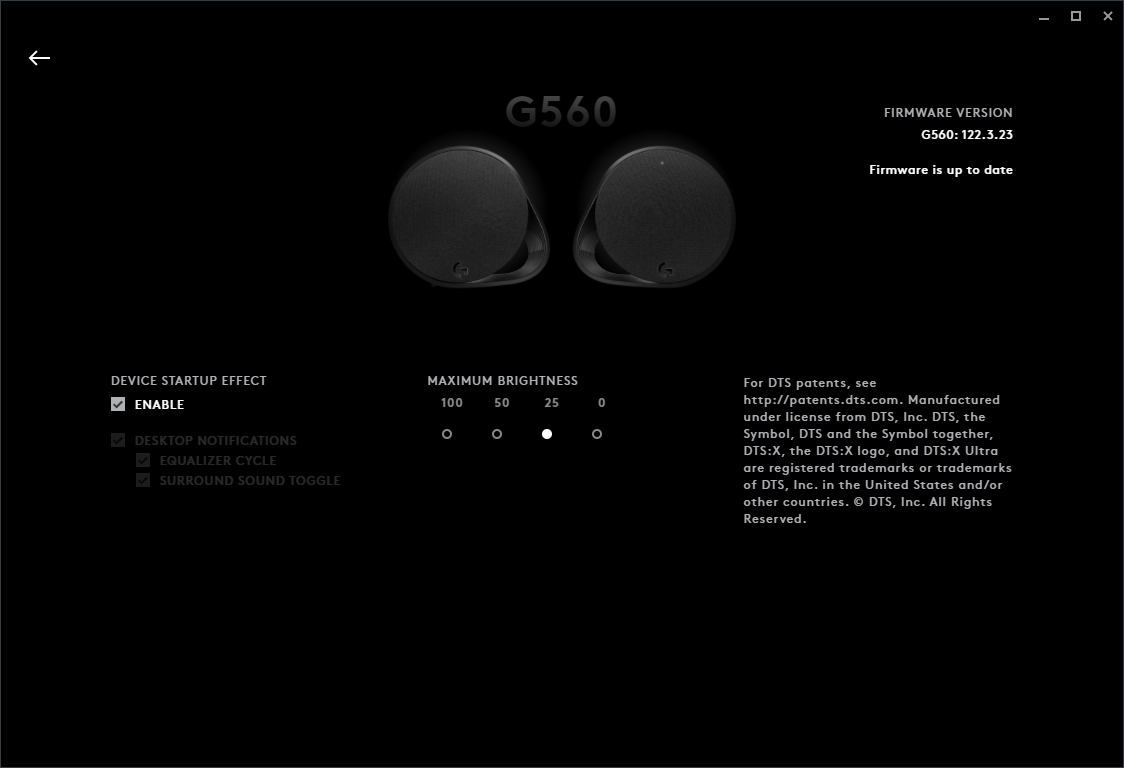 G560
FIRMWARE VERSION
G560: 122.3.23
Firmware is up to date
DEVICE STARTUP EFFECT
ENABLE
DESKTOP NOTIFICATIONS
EQUALIZER CYCLE
SURROUND SOUND TOGGLE
MAXIMUM BRIGHTNESS
100 50 25 0
For DTS patents, see
http://patents.dts.com. Manufactured
under license from DTS, Inc. DTS, the
Symbol, DTS and the Symbol together,
DTS:X, the DTS:X logo, and DTS:X Ultra
are registered trademarks or trademarks
of DTS, Inc. in the United States and/or
other countries. © DTS, Inc. All Rights
Reserved.